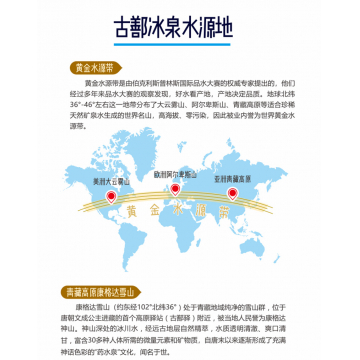 古鄯冰泉水源地
黄金水源带
黄金水源带是由伯克利斯普林斯国际品水大赛的权威专家提出的,他们
经过多年来品水大赛的观察发现,好水看产地,产地决定品质。地球北纬
36°-46°左右这一地带分布了大云雾山、阿尔卑斯山、青藏高原等适合珍稀
天然矿泉水生成的世界名山,高海拔、零污染,因此被业内誉为世界黄金水
源带。
美洲大云雾山
欧洲阿尔卑斯山
亚洲青藏高原
黄金水源带
青藏高原康格达雪山
康格达雪山(约东经102°北纬36°)处于青藏地域纯净的雪山群,位于
唐朝文成公主进藏的首个高原驿站(古鄯驿)附近,被当地人民誉为康格达
神山。神山深处的冰川水,经远古地层自然精萃,水质透明清澈、爽口清
甘,富含30多种人体所需的微量元素和矿物质,自唐末以来逐渐形成了充满
神话色彩的“药水泉”文化,闻名于世。